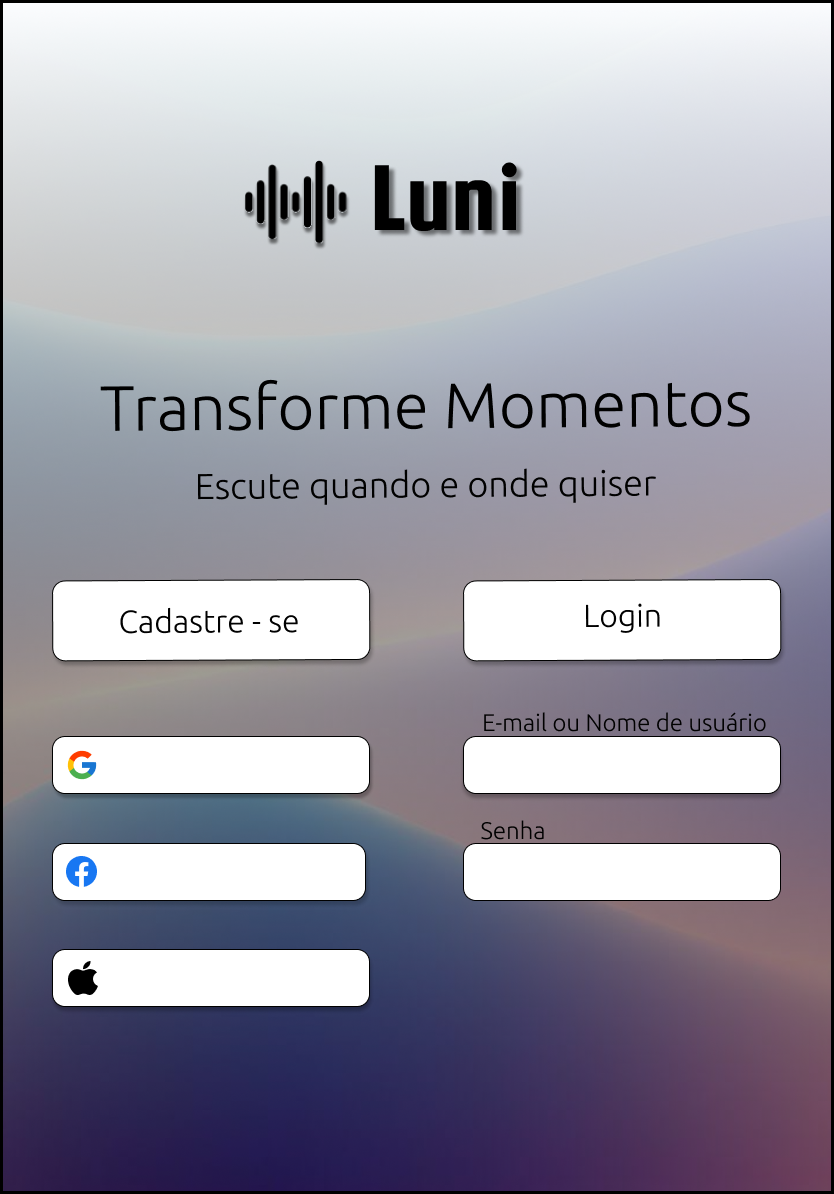 Luni
Transforme Momentos
Escute quando e onde quiser
Cadastre - se
Login
E-mail ou Nome de usuário
Senha